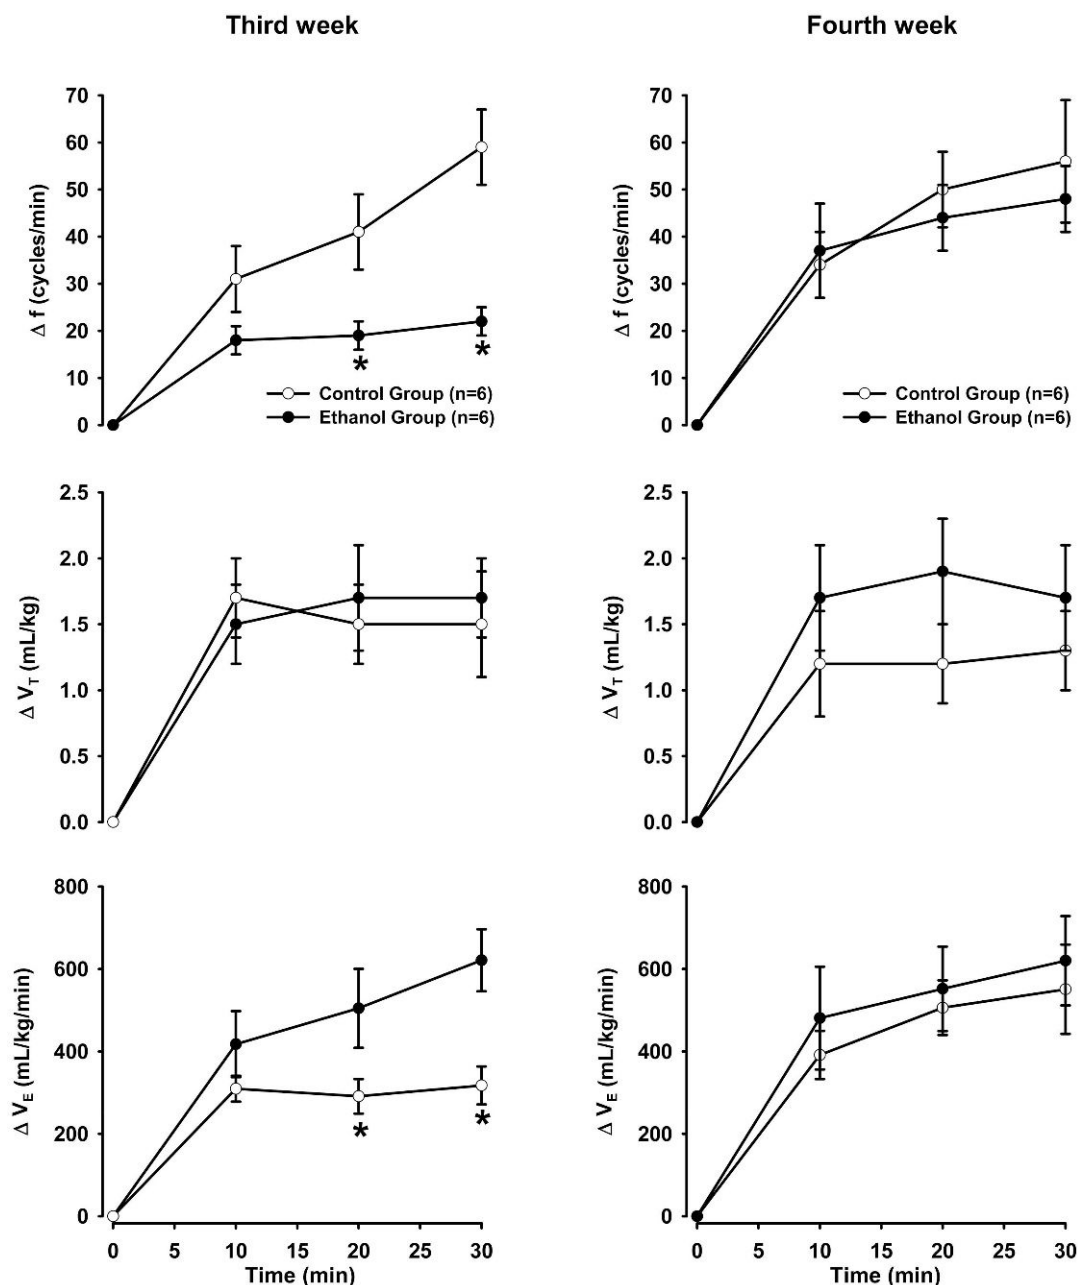 Third week
Fourth week
Δ f (cycles/min)
70
60
50
40
30
20
10
0
*
*
Control Group (n=6)
Ethanol Group (n=6)
Δ f (cycles/min)
70
60
50
40
30
20
10
0
Control Group (n=6)
Ethanol Group (n=6)
Δ VT (mL/kg)
2.5
2.0
1.5
1.0
0.5
0.0
Δ VT (mL/kg)
2.5
2.0
1.5
1.0
0.5
0.0
Δ VE (mL/kg/min)
800
600
400
200
0
*
*
0 5 10 15 20 25 30
Time (min)
Δ VE (mL/kg/min)
800
600
400
200
0
0 5 10 15 20 25 30
Time (min)